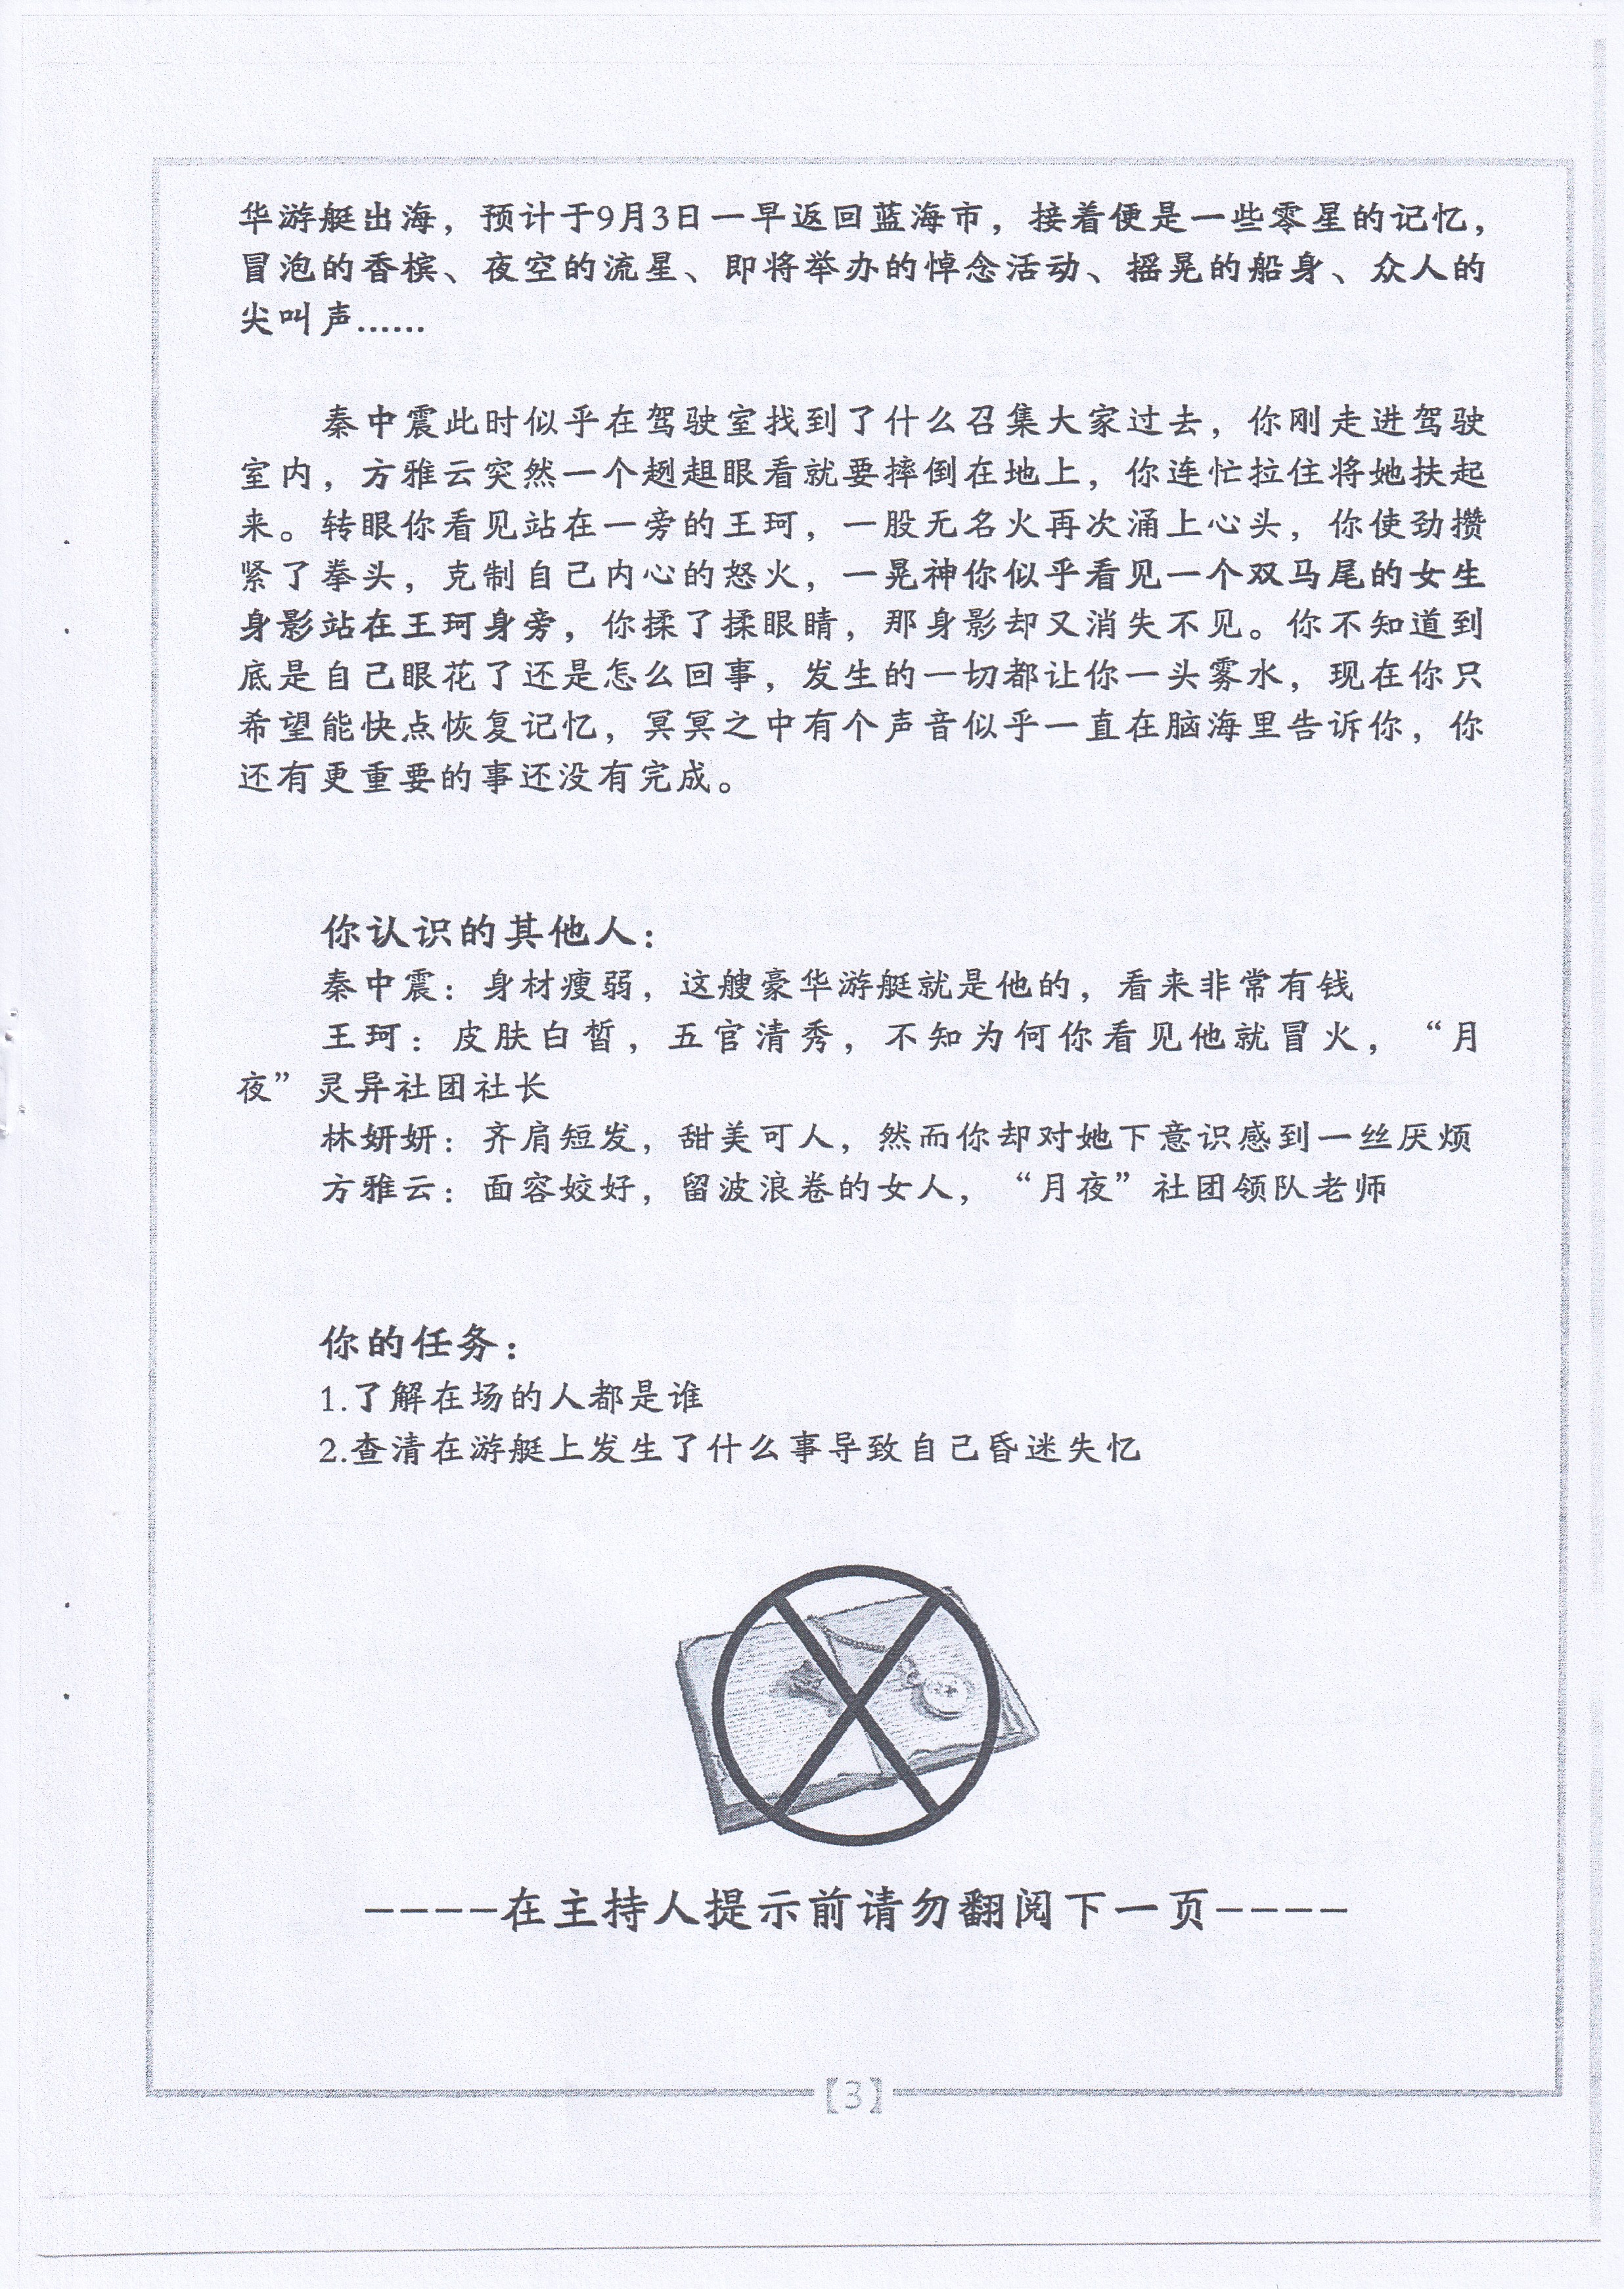 华游艇出海，预计于9月3日一早返回蓝海市，接着便是一些零星的记忆，
冒泡的香槟、夜空的流星、即将举办的悼念活动、摇晃的船身、众人的
尖叫声......
秦中震此时似乎在驾驶室找到了什么召集大家过去，你刚走进驾驶
室内，方雅云突然一个趔趄眼看就要摔倒在地上，你连忙拉住将她扶起
来。转眼你看见站在一旁的王珂，一股无名火再次涌上心头，你使劲攒
紧了拳头，克制自己内心的怒火，一晃神你似乎看见一个双马尾的女生
身影站在王珂身旁，你揉了揉眼睛，那身影却又消失不见。你不知道到
底是自己眼花了还是怎么回事，发生的一切都让你一头雾水，现在你只
希望能快点恢复记忆，冥冥之中有个声音似乎一直在脑海里告诉你，你
还有更重要的事还没有完成。
你认识的其他人：
秦中震：身材瘦弱，这艘豪华游艇就是他的，看来非常有钱
王珂：皮肤白皙，五官清秀，不知为何你看见他就冒火，“月
夜”灵异社团社长
林妍妍：齐肩短发，甜美可人，然而你却对她下意识感到一丝厌烦
方雅云：面容姣好，留波浪卷的女人，“月夜”社团领队老师
你的任务：
1.了解在场的人都是谁
2.查清在游艇上发生了什么事导致自己昏迷失忆
----在主持人提示前请勿翻阅下一页----
【3】